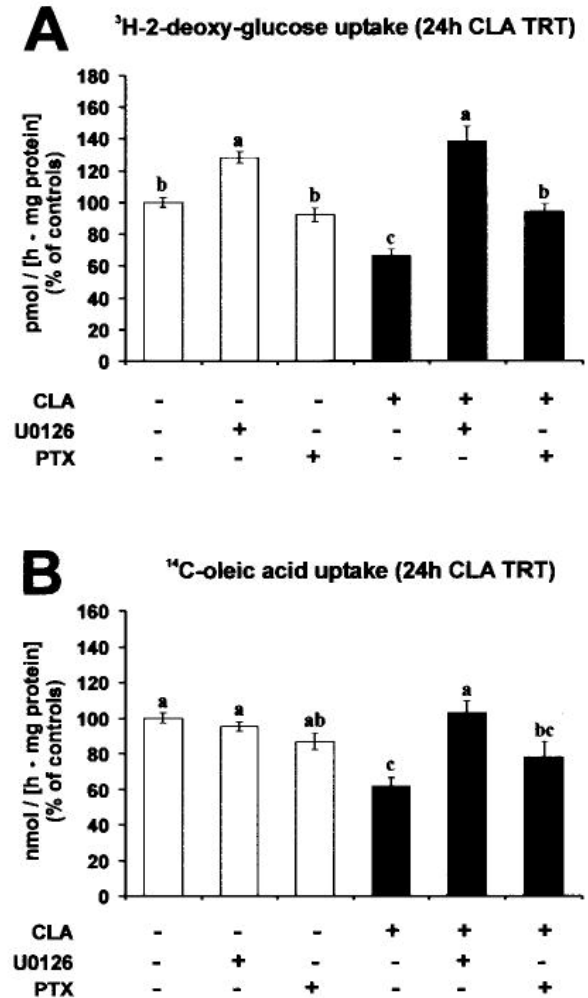 A ³H-2-deoxy-glucose uptake (24h CLA TRT)
pmol / [h - mg protein]
(% of controls)
180
160
140
120
100
80
60
40
20
0
b a b c a b
CLA - - - + + +
U0126 - + - - + -
PTX - - + - - +
B ¹⁴C-oleic acid uptake (24h CLA TRT)
nmol / [h - mg protein]
(% of controls)
160
140
120
100
80
60
40
20
0
a a ab c a bc
CLA - - - + + +
U0126 - + - - + -
PTX - - + - - +